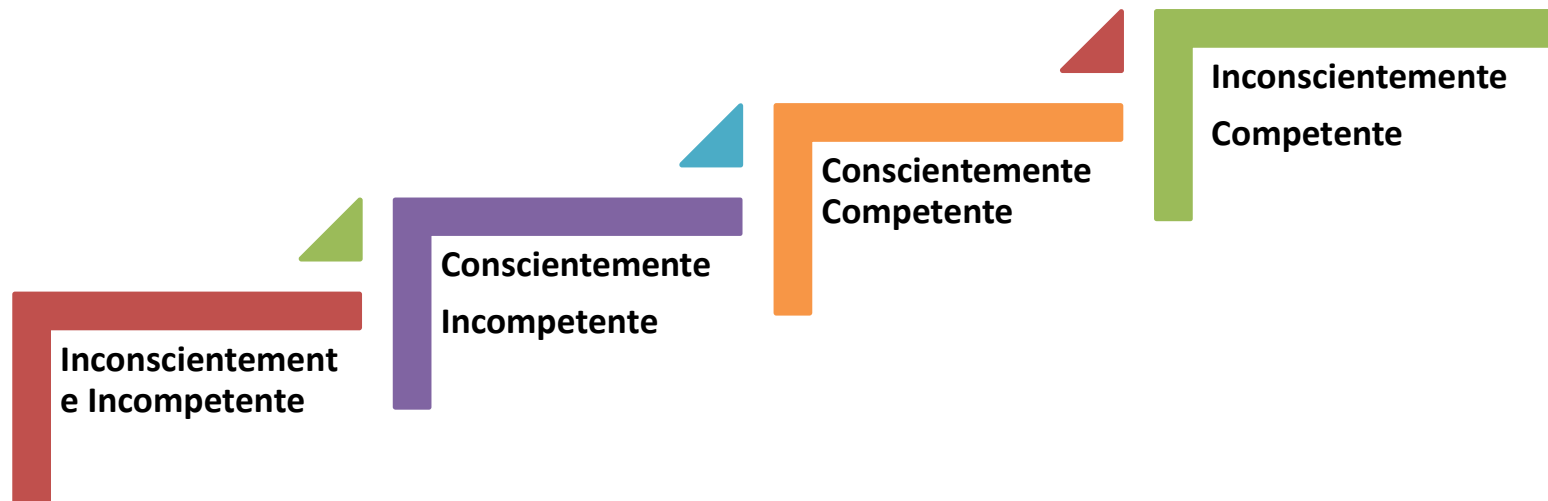 Inconscientement
e Incompetente
Conscientemente
Incompetente
Conscientemente
Competente
Inconscientemente
Competente